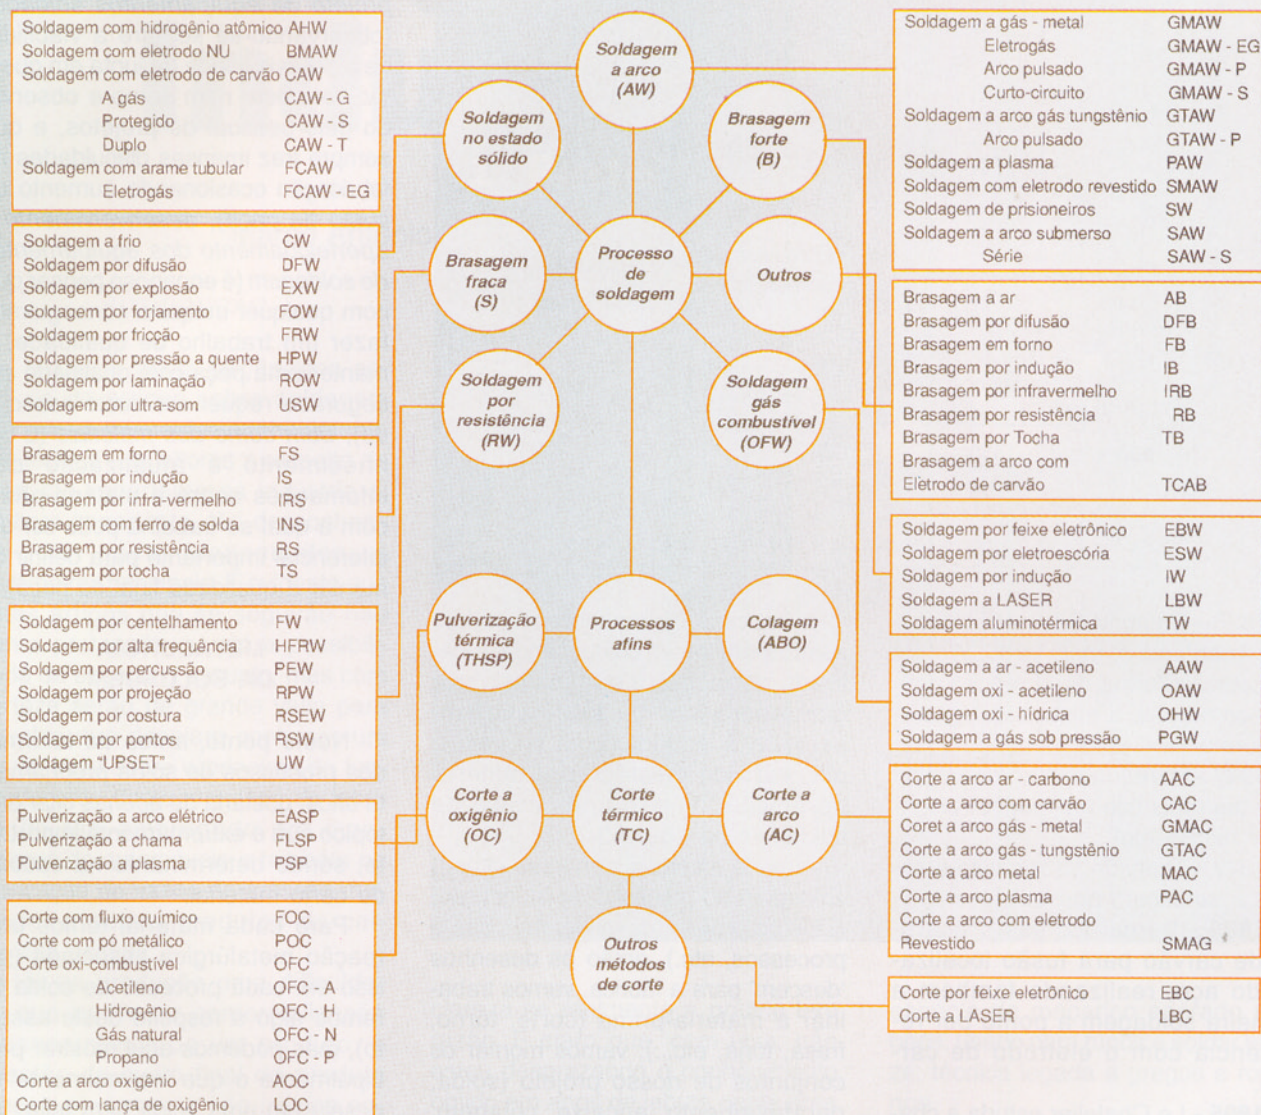 Soldagem com hidrogênio atômico AHW
Soldagem com eletrodo NU BMAW
Soldagem com eletrodo de carvão CAW
A gás CAW - G
Protegido CAW - S
Duplo CAW - T
Soldagem com arame tubular FCAW
Eletrogás FCAW - EG
Soldagem a frio CW
Soldagem por difusão DFW
Soldagem por explosão EXW
Soldagem por forjamento FOW
Soldagem por fricção FRW
Soldagem por pressão a quente HPW
Soldagem por laminação ROW
Soldagem por ultra-som USW
Brasagem em forno FS
Brasagem por indução IS
Brasagem por infra-vermelho IRS
Brasagem com ferro de solda INS
Brasagem por resistência RS
Brasagem por tocha TS
Soldagem por centelhamento FW
Soldagem por alta frequência HFRW
Soldagem por percussão PEW
Soldagem por projeção RPW
Soldagem por costura RSEW
Soldagem por pontos RSW
Soldagem "UPSET" UW
Pulverização a arco elétrico EASP
Pulverização a chama FLSP
Pulverização a plasma PSP
Corte com fluxo químico FOC
Corte com pó metálico POC
Corte oxi-combustível OFC
Acetileno OFC - A
Hidrogênio OFC - H
Gás natural OFC - N
Propano OFC - P
Corte a arco oxigênio AOC
Corte com lança de oxigênio LOC
Soldagem
a arco
(AW)
Soldagem
no estado
sólido
Brasagem
forte
(B)
Brasagem
fraca
(S)
Processo
de
soldagem
Outros
Soldagem
por
resistência
(RW)
Soldagem
gás
combustível
(OFW)
Pulverização
térmica
(THSP)
Processos
afins
Colagem
(ABO)
Corte a
oxigênio
(OC)
Corte
térmico
(TC)
Corte a
arco
(AC)
Outros
métodos
de corte
Soldagem a gás - metal GMAW
Eletrogás GMAW - EG
Arco pulsado GMAW - P
Curto-circuito GMAW - S
Soldagem a arco gás tungstênio GTAW
Arco pulsado GTAW - P
Soldagem a plasma PAW
Soldagem com eletrodo revestido SMAW
Soldagem de prisioneiros SW
Soldagem a arco submerso SAW
Série SAW - S
Brasagem a ar AB
Brasagem por difusão DFB
Brasagem em forno FB
Brasagem por indução IB
Brasagem por infravermelho IRB
Brasagem por resistência RB
Brasagem por Tocha TB
Brasagem a arco com
Eletrodo de carvão TCAB
Soldagem por feixe eletrônico EBW
Soldagem por eletroescória ESW
Soldagem por indução IW
Soldagem a LASER LBW
Soldagem aluminotérmica TW
Soldagem a ar - acetileno AAW
Soldagem oxi - acetileno OAW
Soldagem oxi - hídrica OHW
Soldagem a gás sob pressão PGW
Corte a arco ar - carbono AAC
Corte a arco com carvão CAC
Coret a arco gás - metal GMAC
Corte a arco gás - tungstênio GTAC
Corte a arco metal MAC
Corte a arco plasma PAC
Corte a arco com eletrodo
Revestido SMAG
Corte por feixe eletrônico EBC
Corte a LASER LBC